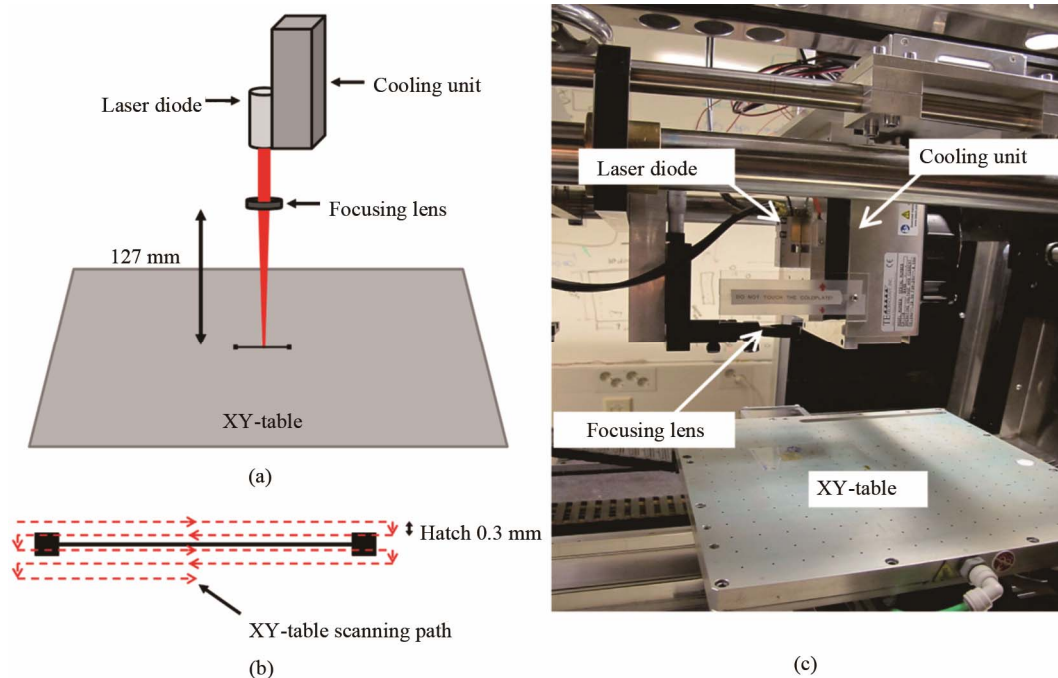 Laser diode
Cooling unit
Focusing lens
127 mm
XY-table
(a)
Hatch 0.3 mm
XY-table scanning path
(b)
Laser diode
Cooling unit
DO NOT TOUCH THE COLDPLATE!
Focusing lens
XY-table
(c)